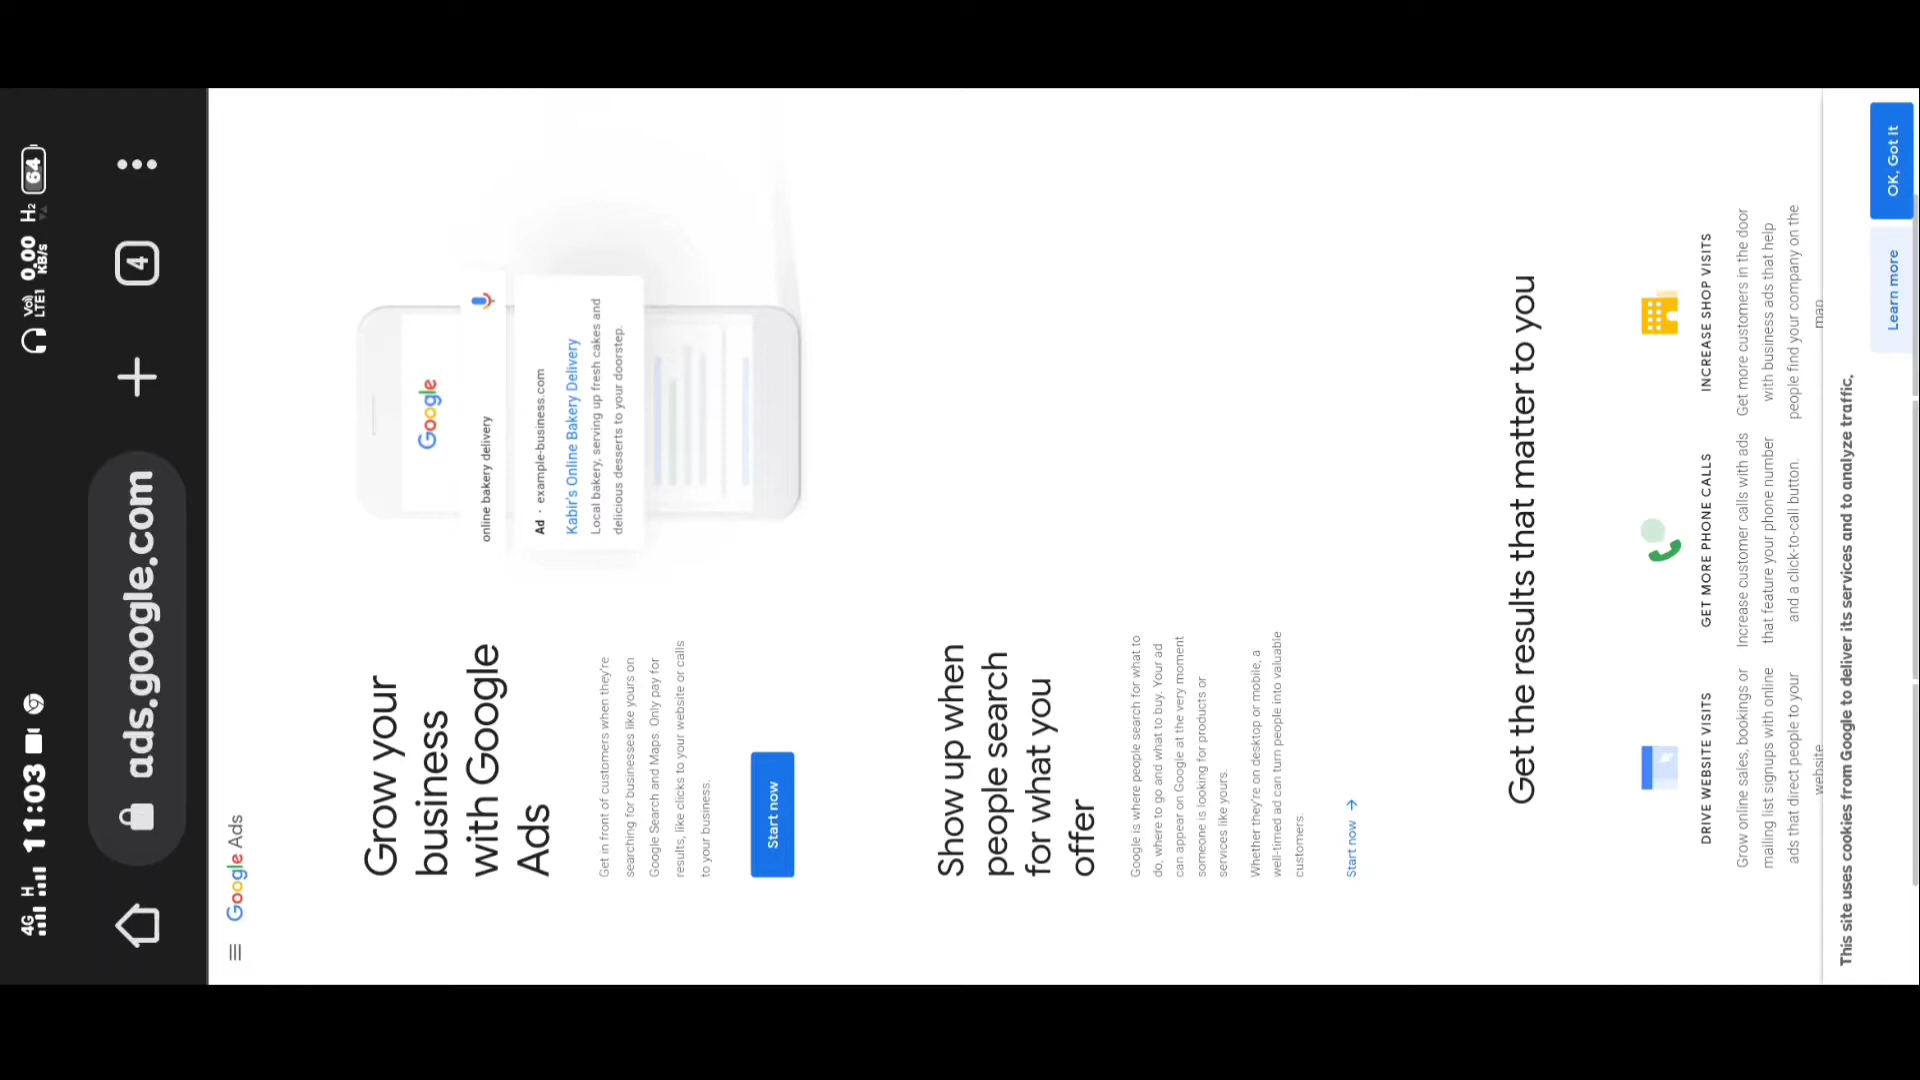 4G H 11:03 Vo) LTE1 0.00 KB/s H2 64
ads.google.com 4
Google Ads
Grow your
business
with Google
Ads
Get in front of customers when they're
searching for businesses like yours on
Google Search and Maps. Only pay for
results, like clicks to your website or calls
to your business.
Start now
Google
online bakery delivery
Ad · example-business.com
Kabir's Online Bakery Delivery
Local bakery, serving up fresh cakes and
delicious desserts to your doorstep.
Show up when
people search
for what you
offer
Google is where people search for what to
do, where to go and what to buy. Your ad
can appear on Google at the very moment
someone is looking for products or
services like yours.
Whether they're on desktop or mobile, a
well-timed ad can turn people into valuable
customers.
Start now →
Get the results that matter to you
DRIVE WEBSITE VISITS
Grow online sales, bookings or
mailing list signups with online
ads that direct people to your
website
GET MORE PHONE CALLS
Increase customer calls with ads
that feature your phone number
and a click-to-call button.
INCREASE SHOP VISITS
Get more customers in the door
with business ads that help
people find your company on the
map
This site uses cookies from Google to deliver its services and to analyze traffic.
Learn more
OK, Got It